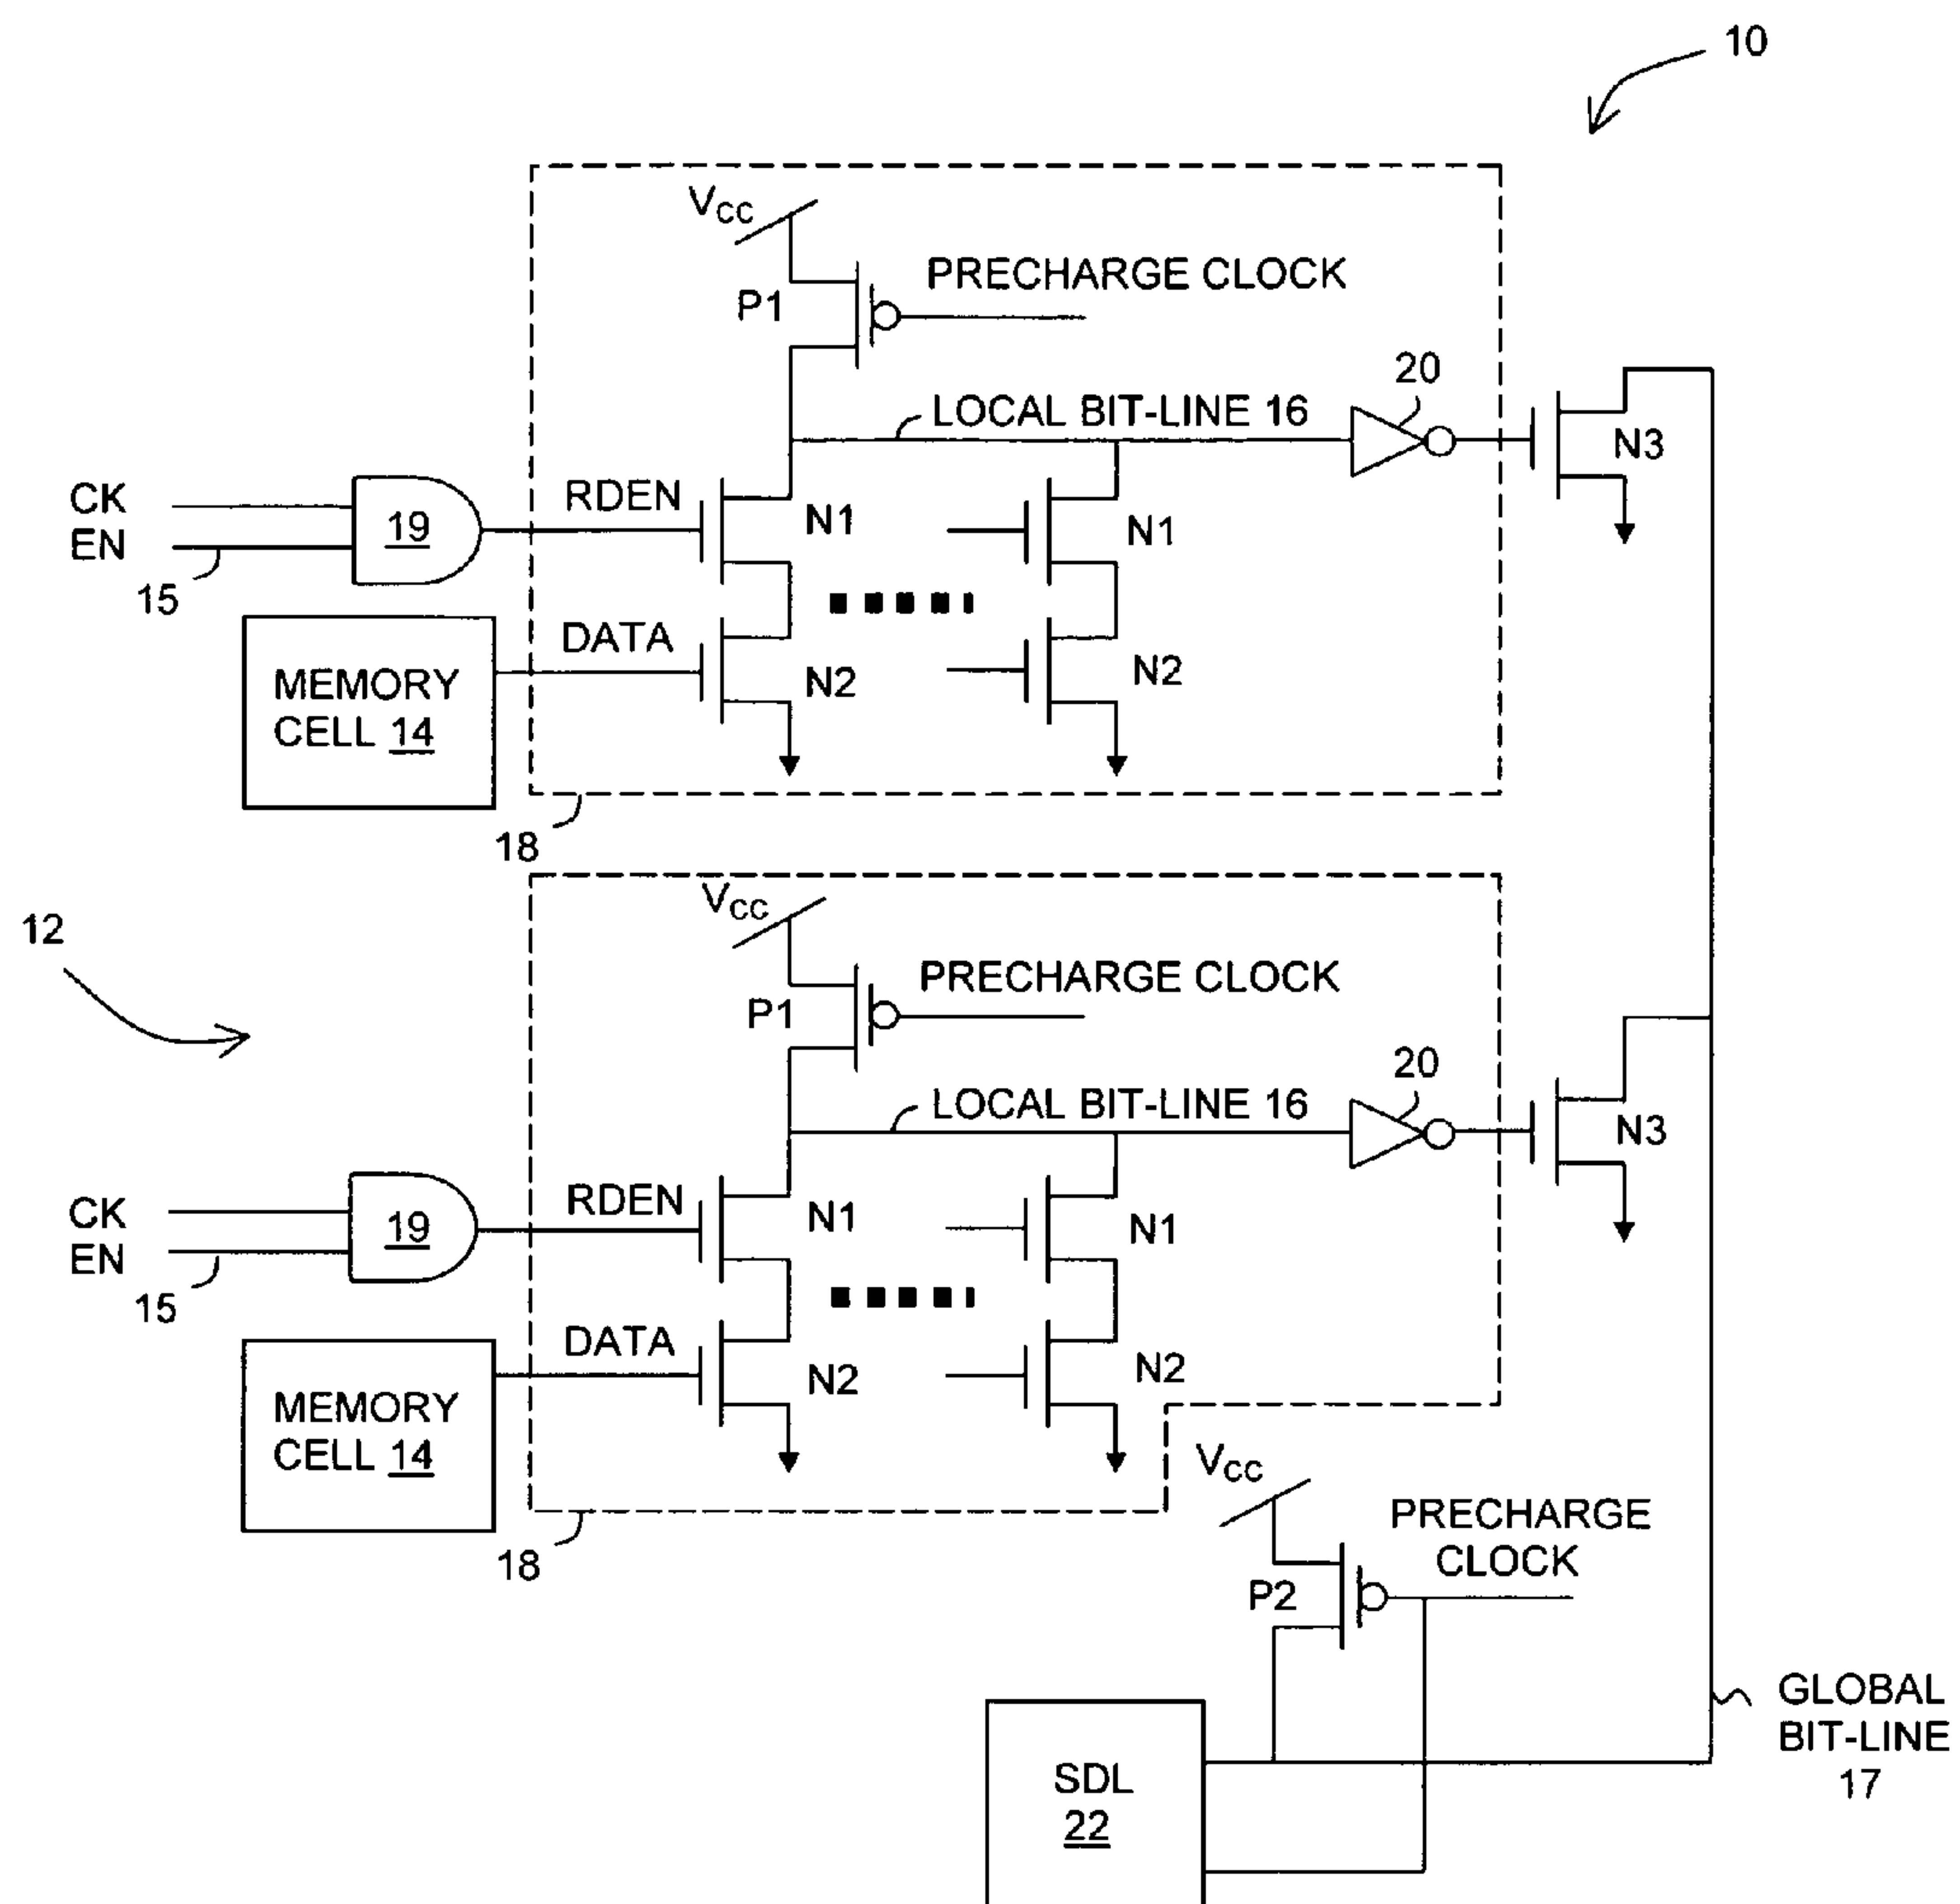 10
VCC
P1
PRECHARGE CLOCK
20
LOCAL BIT-LINE 16
N3
CK
EN
15
19
RDEN
N1
N1
MEMORY
CELL 14
DATA
N2
N2
18
12
VCC
P1
PRECHARGE CLOCK
20
LOCAL BIT-LINE 16
N3
CK
EN
15
19
RDEN
N1
N1
MEMORY
CELL 14
DATA
N2
N2
18
VCC
P2
PRECHARGE
CLOCK
SDL
22
GLOBAL
BIT-LINE
17